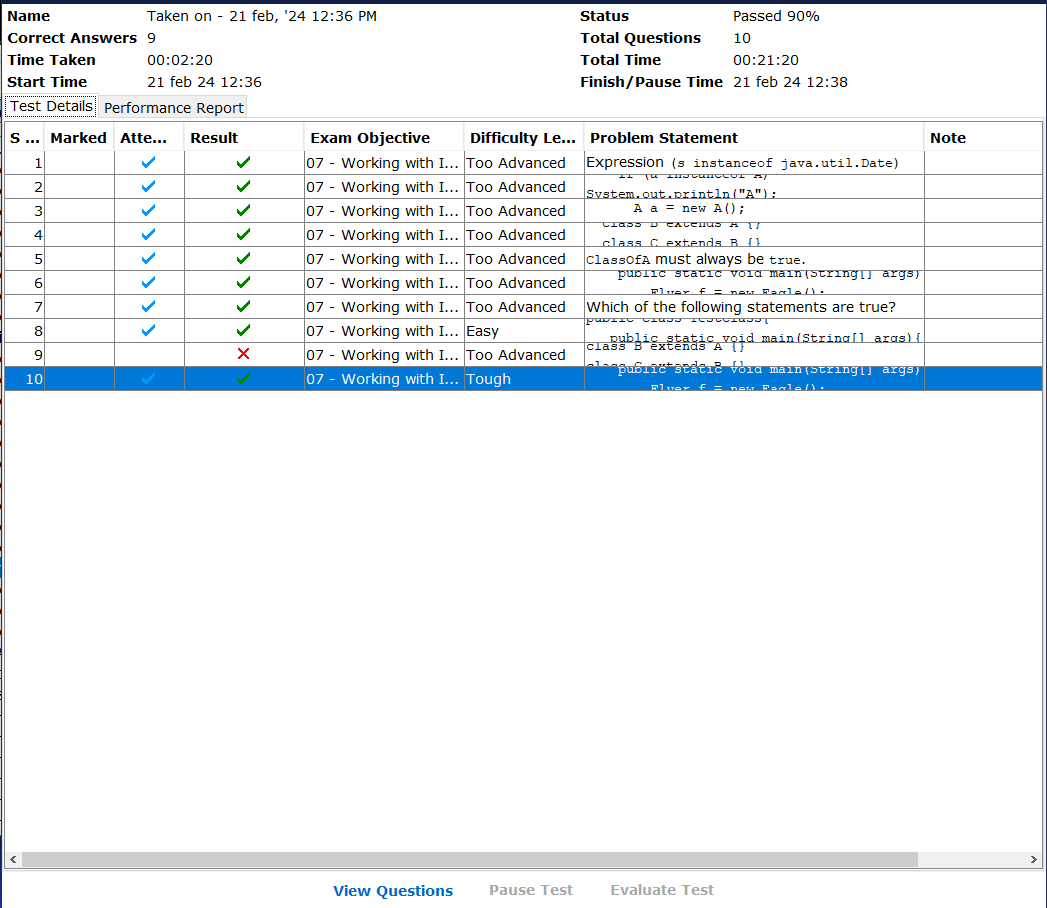 Name Taken on - 21 feb, '24 12:36 PM Status Passed 90%
Correct Answers 9 Total Questions 10
Time Taken 00:02:20 Total Time 00:21:20
Start Time 21 feb 24 12:36 Finish/Pause Time 21 feb 24 12:38
Test Details Performance Report
S ... Marked Atte... Result Exam Objective Difficulty Le... Problem Statement Note
1 07 - Working with I... Too Advanced Expression (s instanceof java.util.Date)
2 07 - Working with I... Too Advanced if (a instanceof A)
System.out.println("A");
3 07 - Working with I... Too Advanced A a = new A();
4 07 - Working with I... Too Advanced class B extends A {}
class C extends B {}
5 07 - Working with I... Too Advanced ClassOfA must always be true.
6 07 - Working with I... Too Advanced public static void main(String[] args)
Flyer f = new Eagle();
7 07 - Working with I... Too Advanced Which of the following statements are true?
8 07 - Working with I... Easy public class TestClass{
public static void main(String[] args){
9 07 - Working with I... Too Advanced class B extends A {}
class C extends B {}
10 07 - Working with I... Tough public static void main(String[] args)
Flyer f = new Eagle();
View Questions Pause Test Evaluate Test